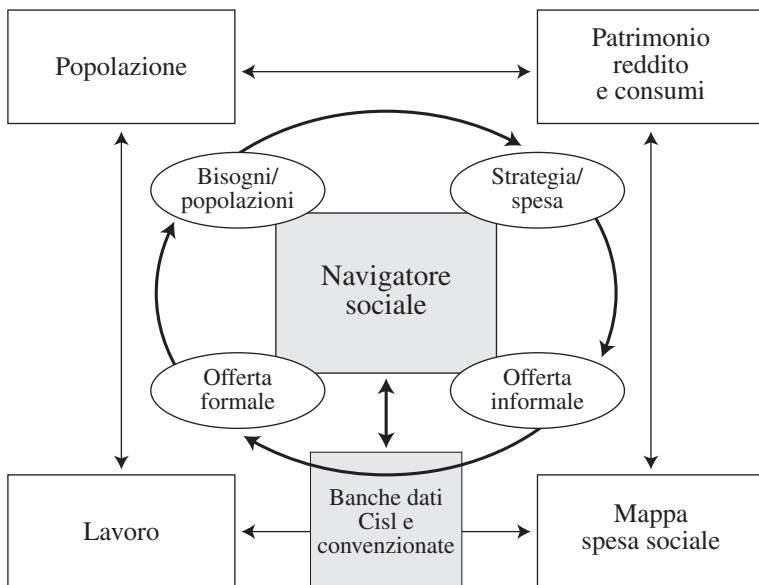 Popolazione
Patrimonio
reddito
e consumi
Bisogni/
popolazioni
Strategia/
spesa
Navigatore
sociale
Offerta
formale
Offerta
informale
Lavoro
Banche dati
Cisl e
convenzionate
Mappa
spesa sociale